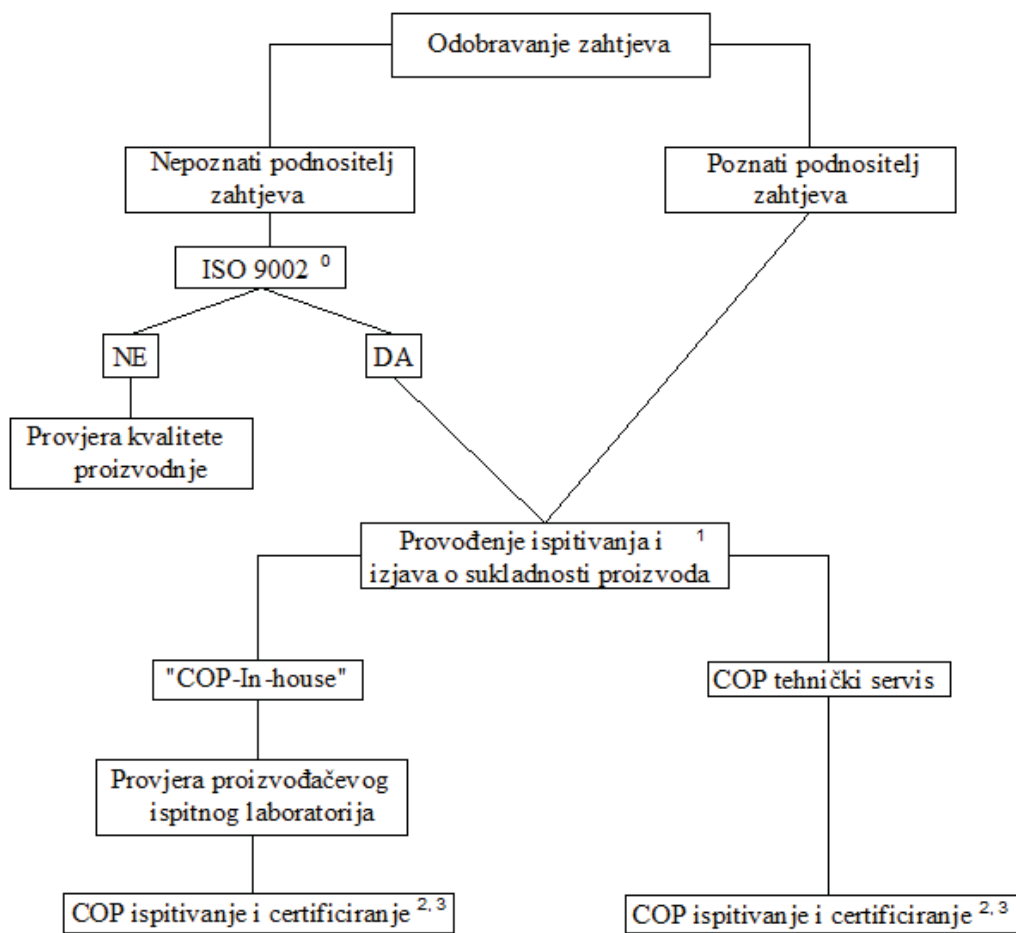 Odobravanje zahtjeva
Nepoznati podnositelj
zahtjeva
Poznati podnositelj
zahtjeva
ISO 9002 0
NE
DA
Provjera kvalitete
proizvodnje
Provođenje ispitivanja i 1
izjava o sukladnosti proizvoda
"COP-In-house"
COP tehnički servis
Provjera proizvođačevog
ispitnog laboratorija
COP ispitivanje i certificiranje 2, 3
COP ispitivanje i certificiranje 2, 3